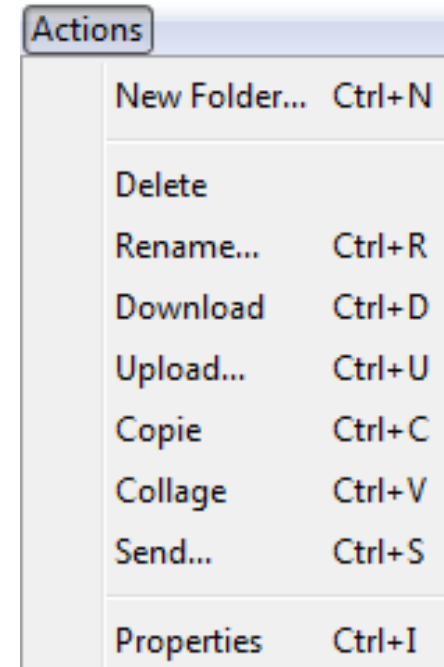 Actions
New Folder... Ctrl+N
Delete
Rename... Ctrl+R
Download Ctrl+D
Upload... Ctrl+U
Copie Ctrl+C
Collage Ctrl+V
Send... Ctrl+S
Properties Ctrl+I